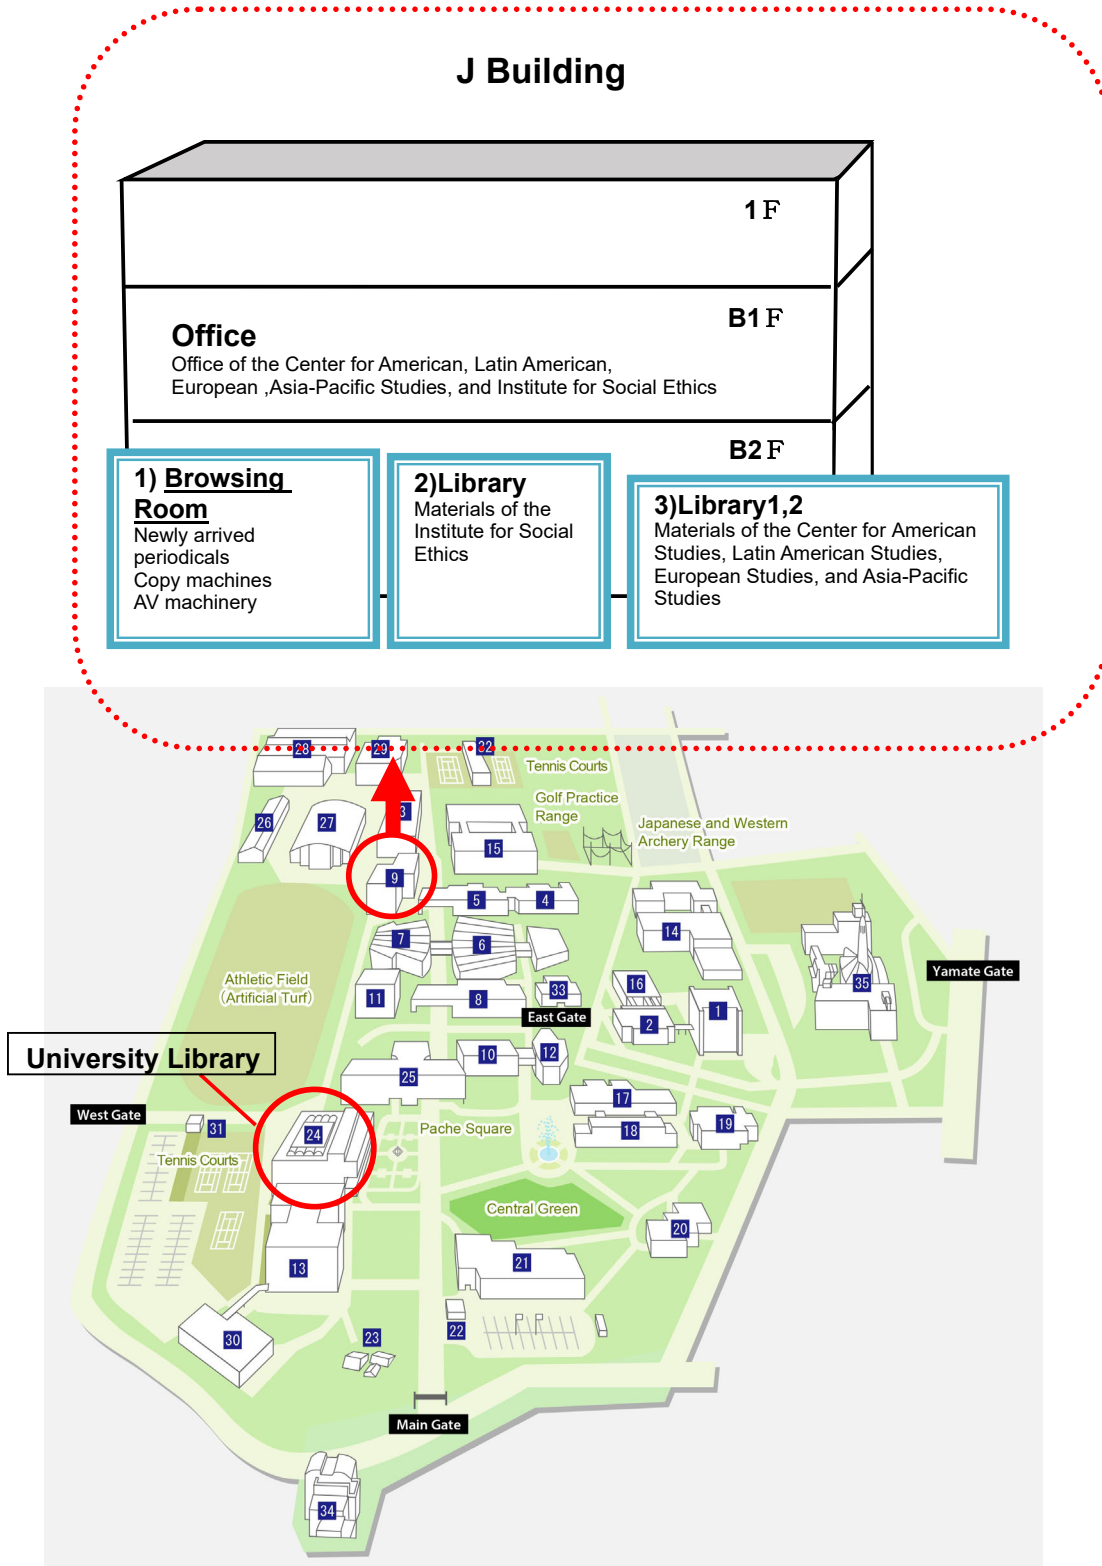 J Building
1F
B1F
Office
Office of the Center for American, Latin American,
European ,Asia-Pacific Studies, and Institute for Social Ethics
B2F
1) Browsing
Room
Newly arrived
periodicals
Copy machines
AV machinery
2)Library
Materials of the
Institute for Social
Ethics
3)Library1,2
Materials of the Center for American
Studies, Latin American Studies,
European Studies, and Asia-Pacific
Studies
28
29
32
Tennis Courts
Golf Practice
Range
Japanese and Western
Archery Range
26
27
3
15
9
5
4
14
7
6
Athletic Field
(Artificial Turf)
11
8
33
16
35
Yamate Gate
East Gate
2
1
University Library
25
10
12
West Gate
31
24
Pache Square
17
18
19
Tennis Courts
Central Green
20
13
21
30
23
22
Main Gate
34